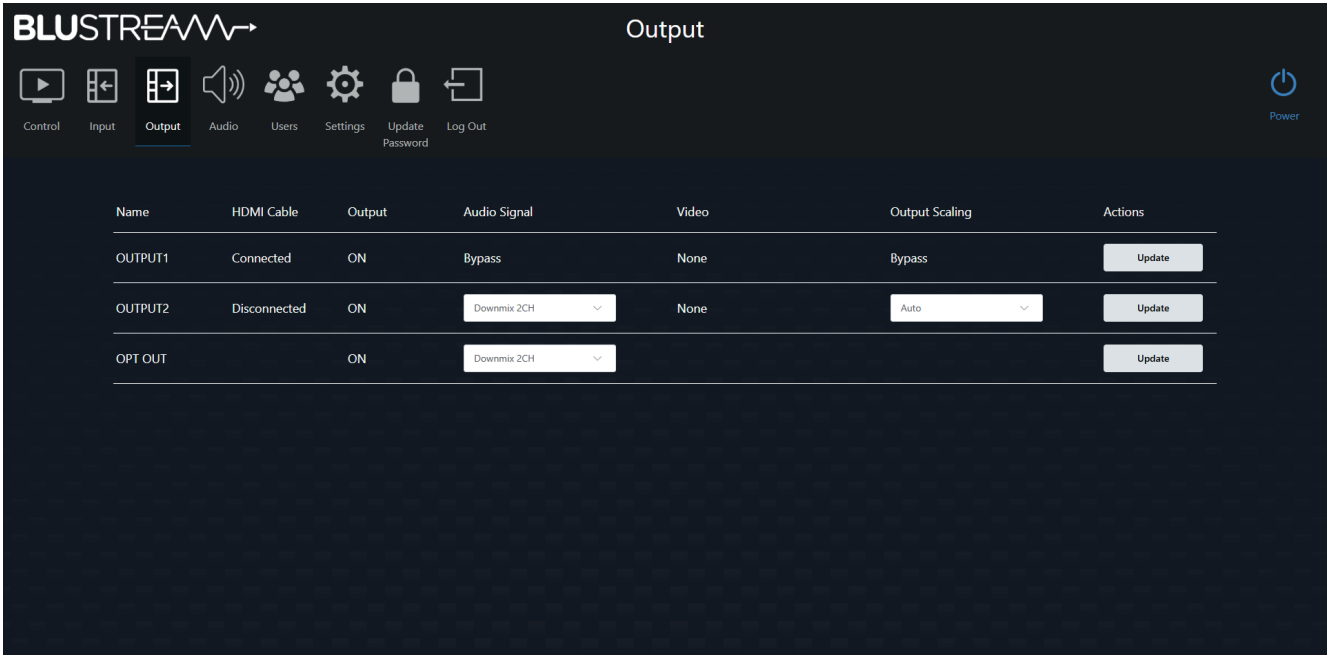 BLUSTREAM
Output
Control Input Output Audio Users Settings Update Password Log Out
Power
Name HDMI Cable Output Audio Signal Video Output Scaling Actions
OUTPUT1 Connected ON Bypass None Bypass Update
OUTPUT2 Disconnected ON Downmix 2CH None Auto Update
OPT OUT ON Downmix 2CH Update